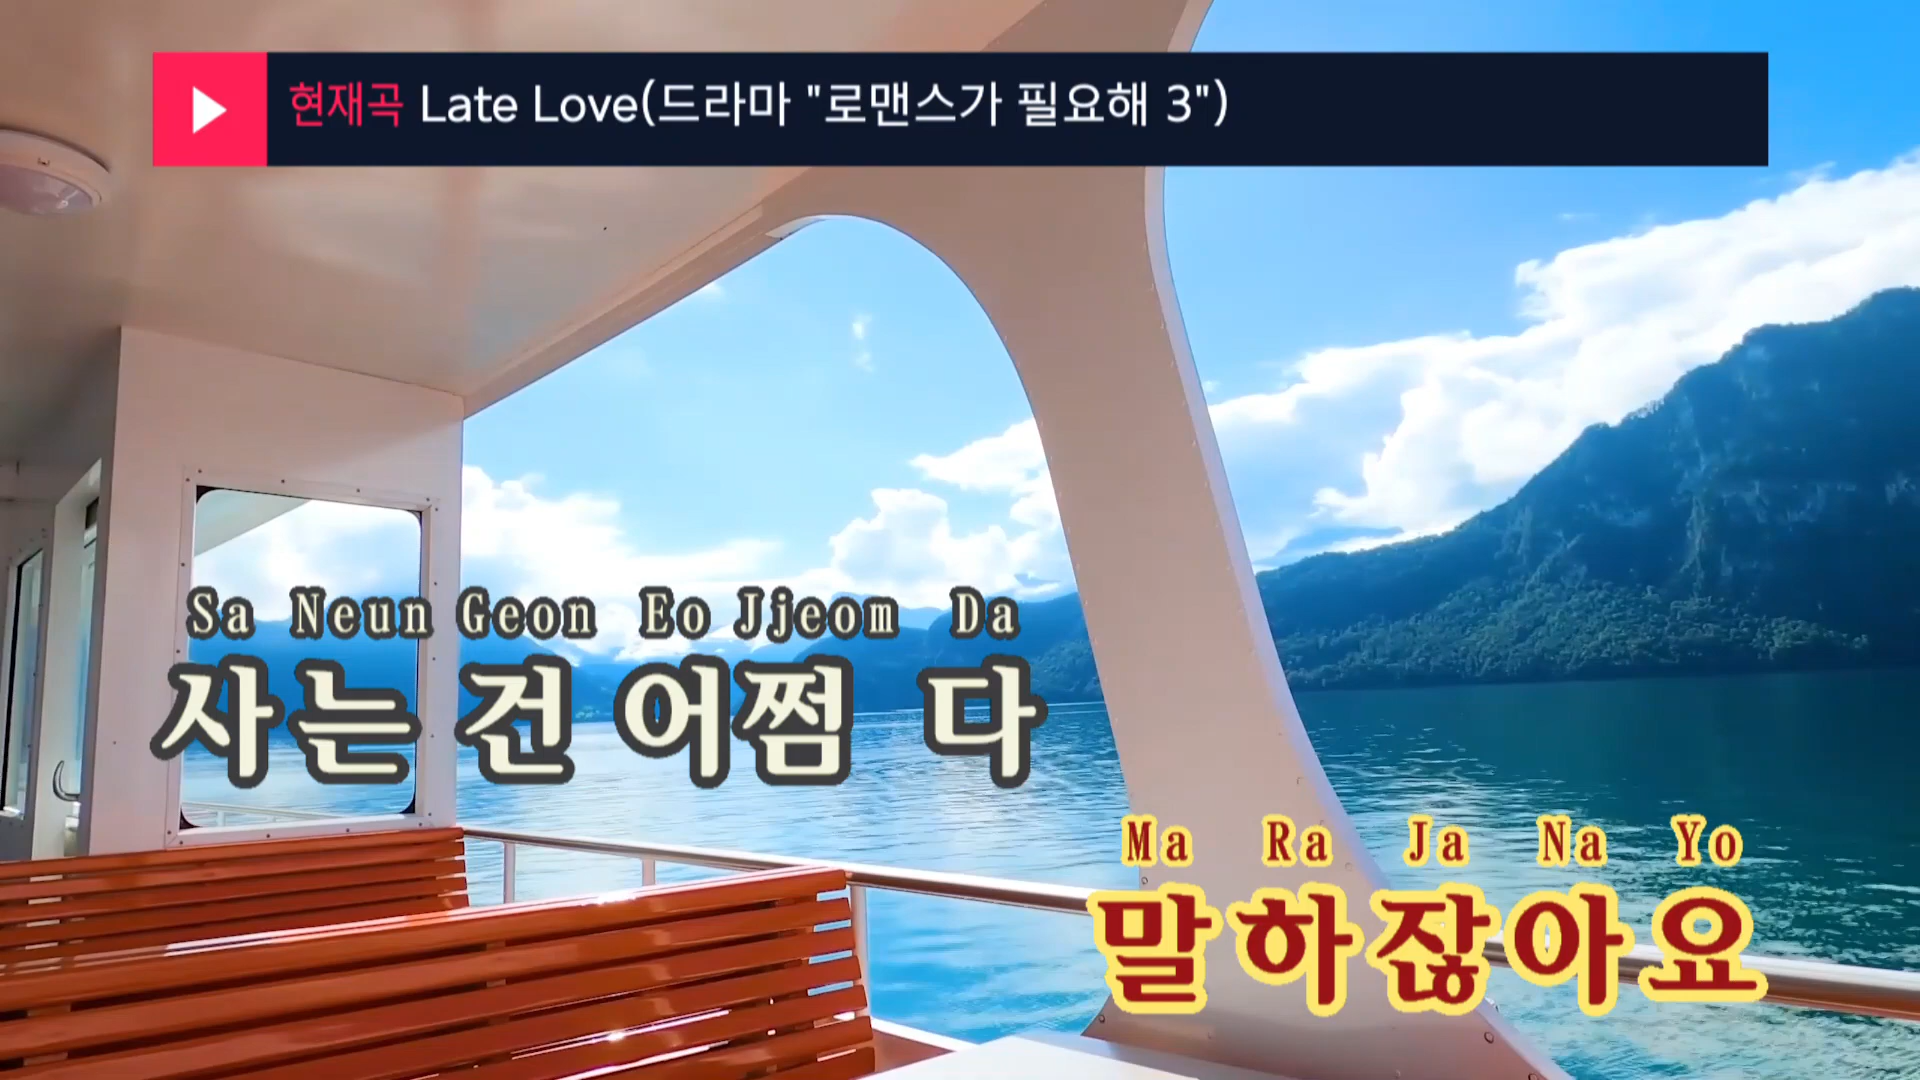 현재곡 Late Love(드라마 "로맨스가 필요해 3")
Sa Neun Geon Eo Jjeom Da
사는 건 어쩜 다
Ma Ra Ja Na Yo
말하잖아요